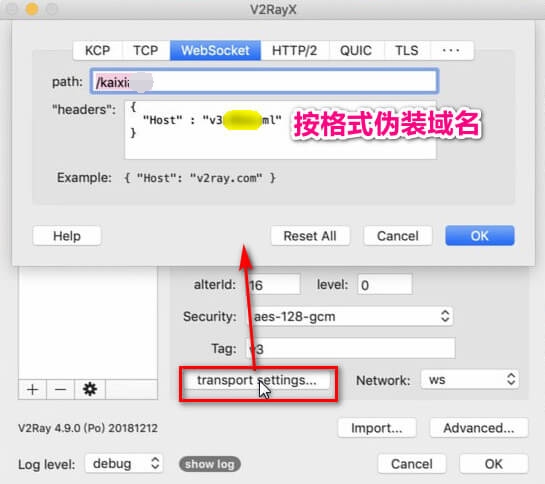 V2RayX
KCP TCP WebSocket HTTP/2 QUIC TLS ...
path: /kaixi
"headers": {
"Host" : "v3 ml"
}
按格式伪装域名
Example: { "Host": "v2ray.com" }
Help Reset All Cancel OK
alterId: 16 level: 0
Security: aes-128-gcm
Tag: v3
transport settings... Network: ws
V2Ray 4.9.0 (Po) 20181212 Import... Advanced...
Log level: debug show log Cancel OK